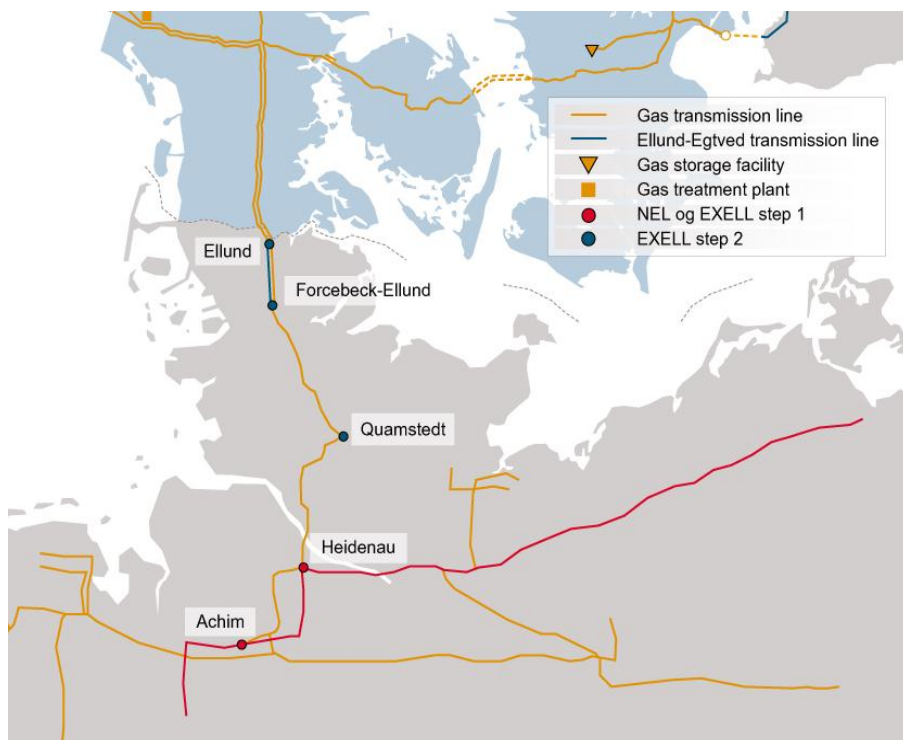 Gas transmission line
Ellund-Egtved transmission line
Gas storage facility
Gas treatment plant
NEL og EXELL step 1
EXELL step 2
Ellund
Forcebeck-Ellund
Quamstedt
Heidenau
Achim